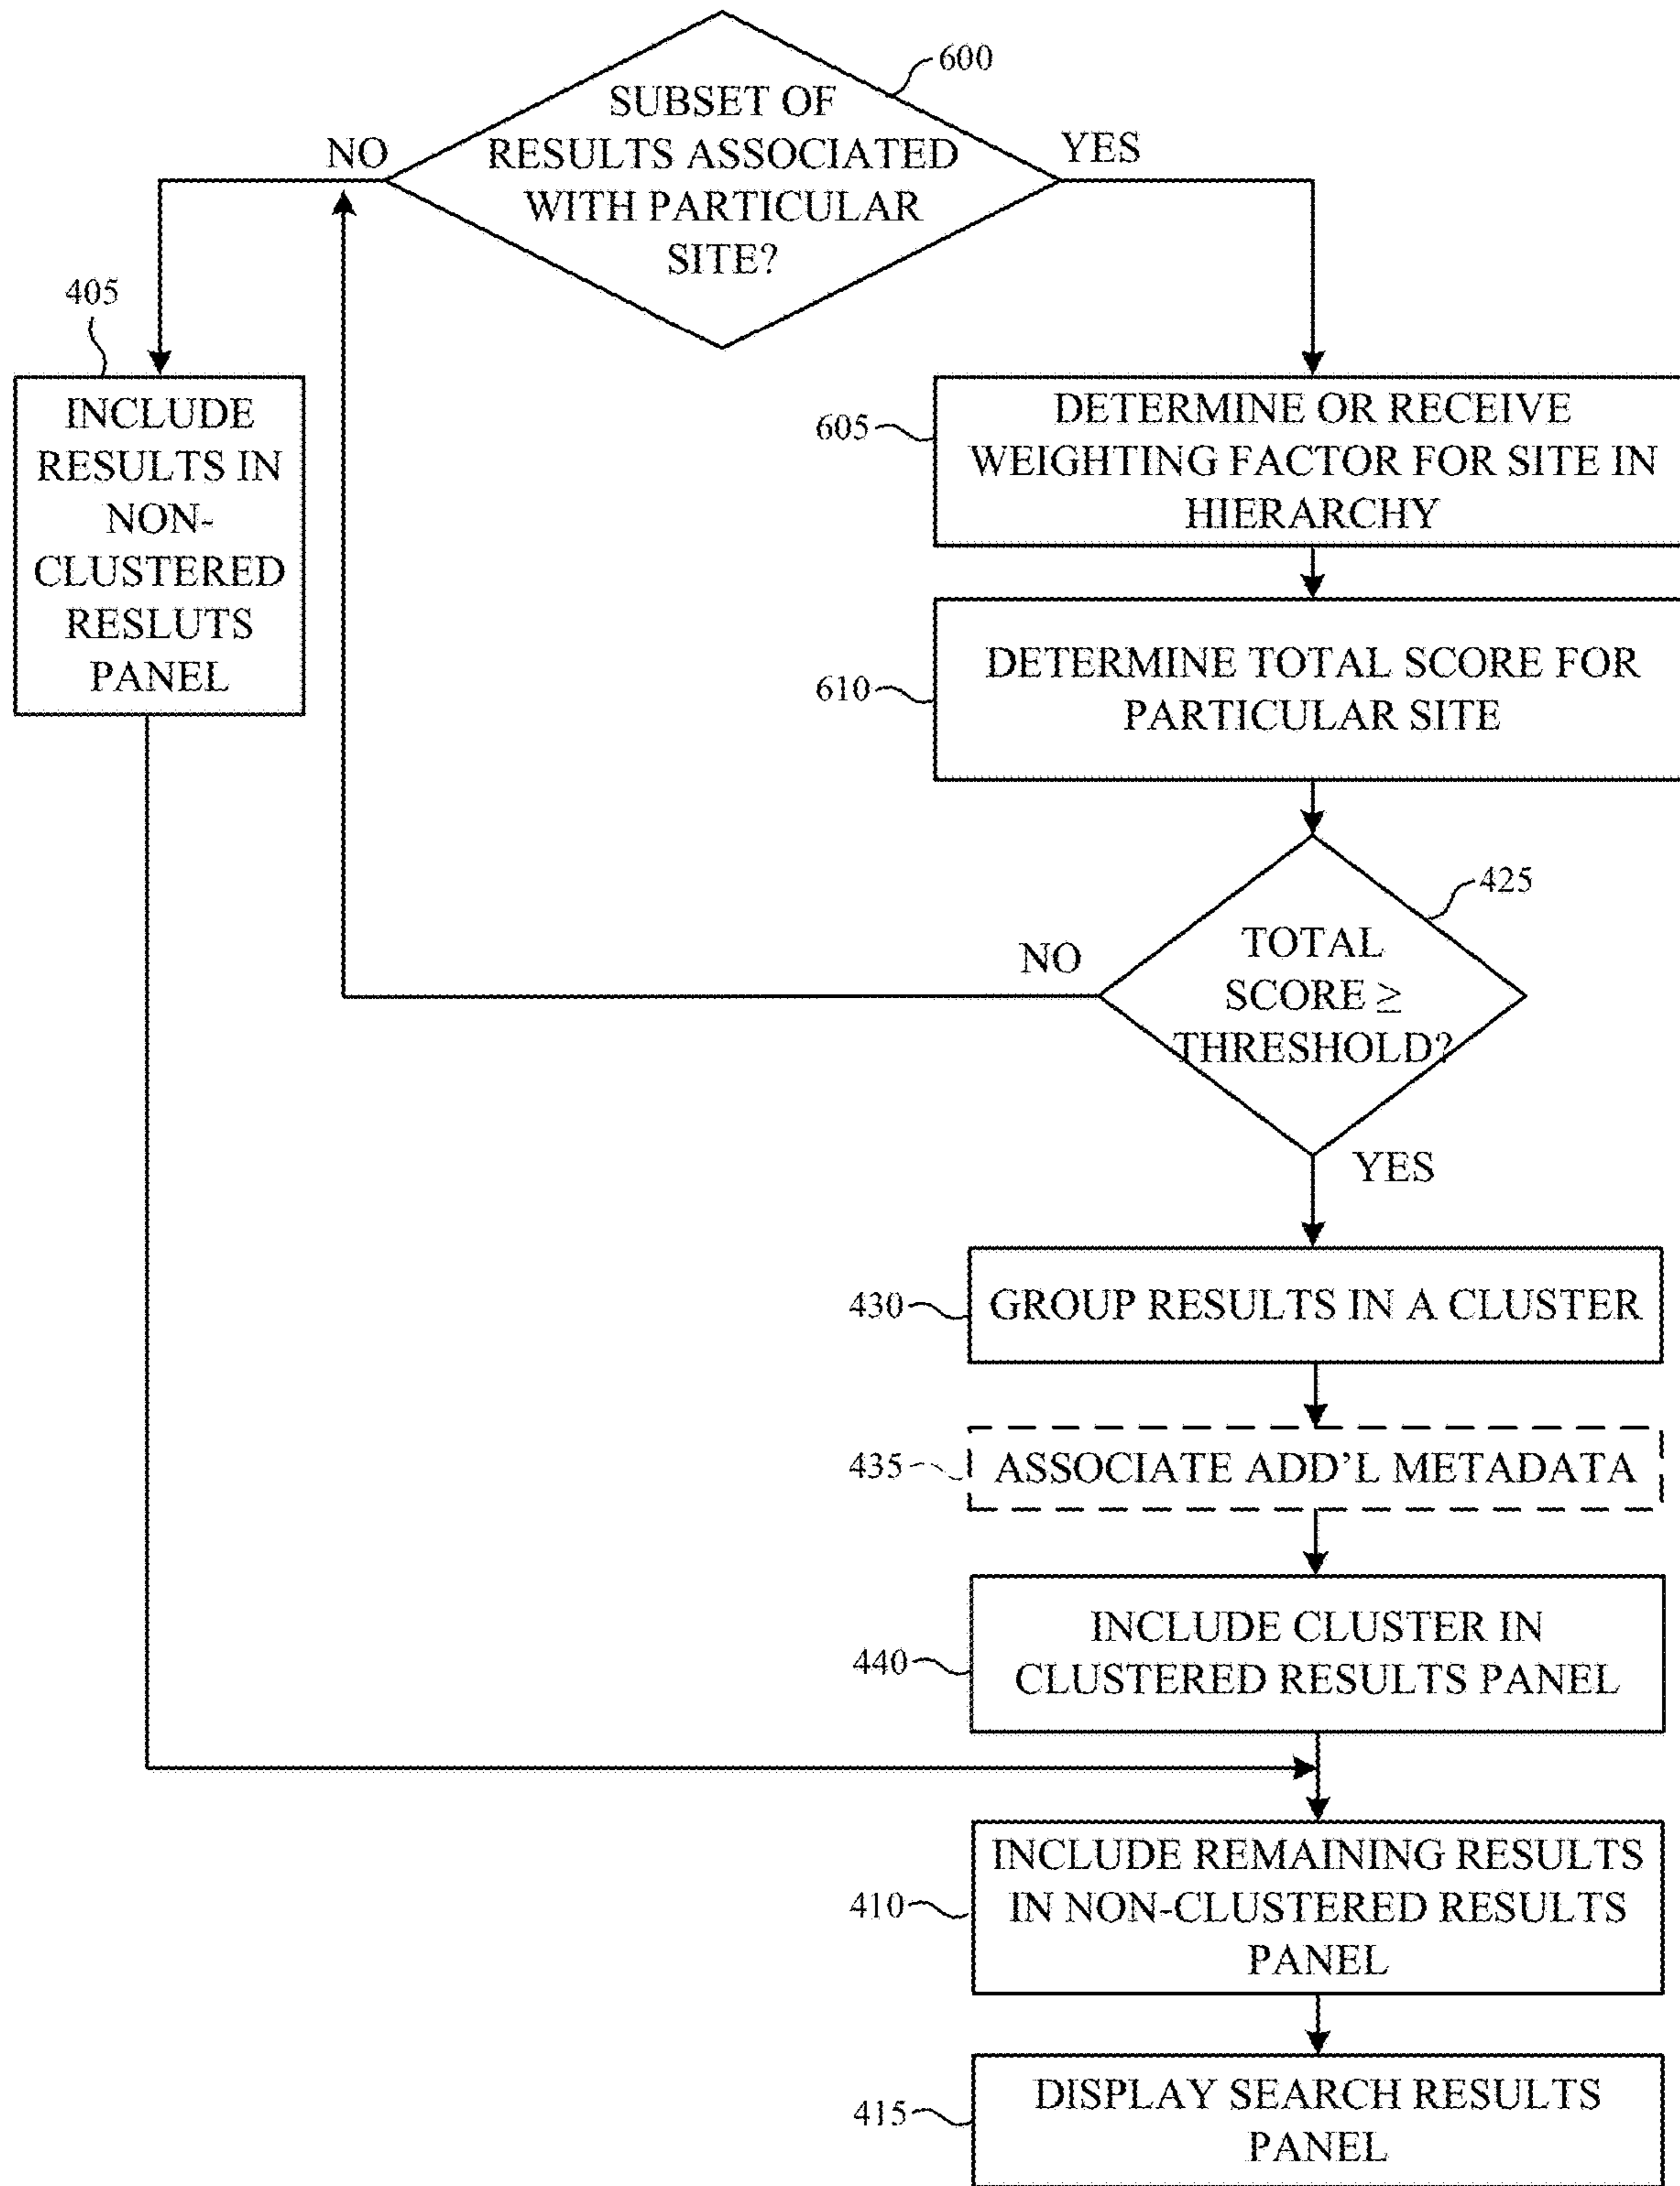 600
SUBSET OF
RESULTS ASSOCIATED
WITH PARTICULAR
SITE?
NO
YES
405
INCLUDE
RESULTS IN
NON-
CLUSTERED
RESLUTS
PANEL
605
DETERMINE OR RECEIVE
WEIGHTING FACTOR FOR SITE IN
HIERARCHY
610
DETERMINE TOTAL SCORE FOR
PARTICULAR SITE
425
TOTAL
SCORE ≥
THRESHOLD?
NO
YES
430
GROUP RESULTS IN A CLUSTER
435
ASSOCIATE ADD'L METADATA
440
INCLUDE CLUSTER IN
CLUSTERED RESULTS PANEL
410
INCLUDE REMAINING RESULTS
IN NON-CLUSTERED RESULTS
PANEL
415
DISPLAY SEARCH RESULTS
PANEL